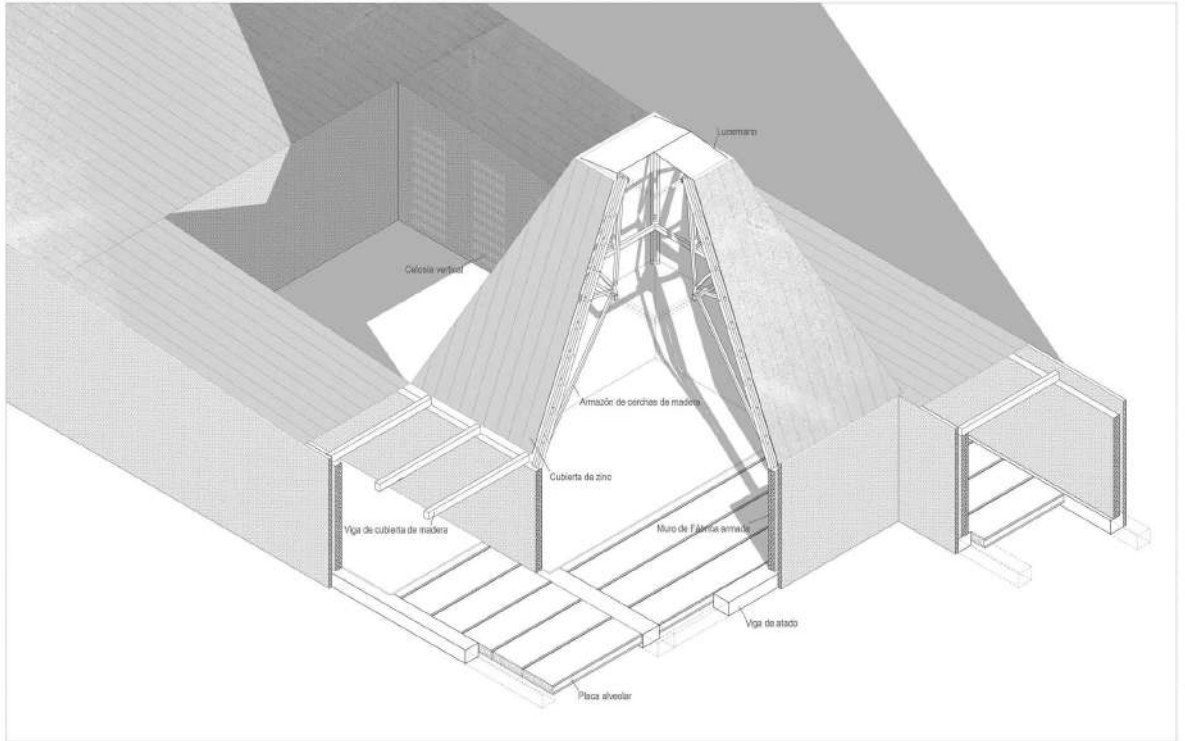 Lucernario
Celosía vertical
Armazón de cerchas de madera
Cubierta de zinc
Viga de cubierta de madera
Muro de Fábrica armada
Viga de atado
Placa alveolar